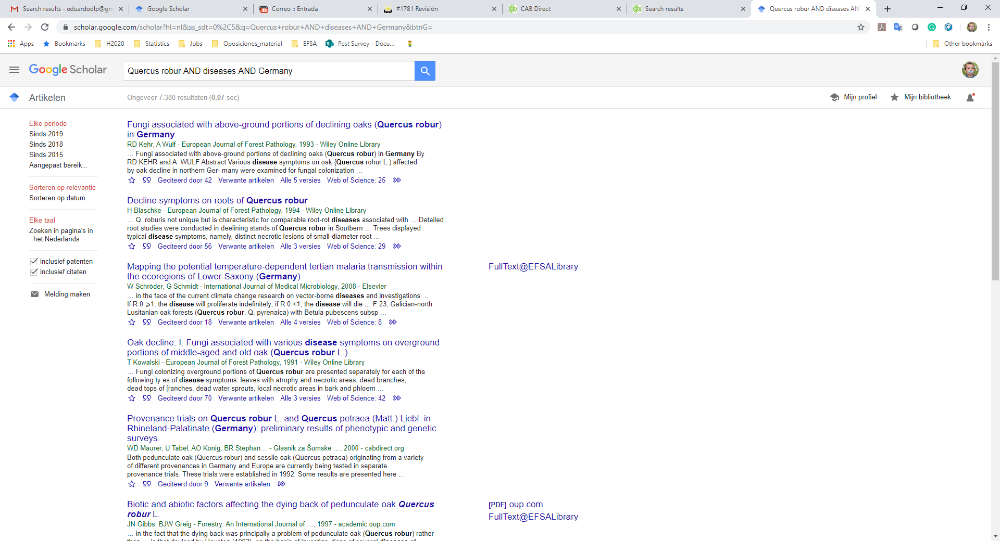 Search results - eduardodlp@gm
Google Scholar
Correo :: Entrada
#1781 Revisión
CAB Direct
Search results
Quercus robur AND diseases AN
scholar.google.com/scholar?hl=nl&as_sdt=0%2C5&q=Quercus+robur+AND+diseases+AND+Germany&btnG=
Apps
Bookmarks
H2020
Statistics
Jobs
Oposiciones_material
EFSA
Pest Survey - Docu...
Other bookmarks
Google Scholar
Quercus robur AND diseases AND Germany
Artikelen
Ongeveer 7.380 resultaten (0,07 sec)
Mijn profiel
Mijn bibliotheek
Elke periode
Sinds 2019
Sinds 2018
Sinds 2015
Aangepast bereik...
Sorteren op relevantie
Sorteren op datum
Elke taal
Zoeken in pagina's in
het Nederlands
inclusief patenten
inclusief citaten
Melding maken
Fungi associated with above-ground portions of declining oaks (Quercus robur)
in Germany
RD Kehr, A Wulf - European Journal of Forest Pathology, 1993 - Wiley Online Library
… Fungi associated with above-ground portions of declining oaks (Quercus robur) in Germany By
RD KEHR and A. WULF Abstract Various disease symptoms on oak {Quercus rohur L.) affected
by oak decline in northern Ger- many were examined for fungal colonization …
Geciteerd door 42 Verwante artikelen Alle 5 versies Web of Science: 25
Decline symptoms on roots of Quercus robur
H Blaschke - European Journal of Forest Pathology, 1994 - Wiley Online Library
… Q. roburis not unique but is characteristic for comparable root-rot diseases associated with … Detailed
root studies were conducted in deelining stands of Quercus robur in Soutbern … Trees displayed
typical disease symptoms, namely, distinct necrotic lesions of small-diameter root …
Geciteerd door 56 Verwante artikelen Alle 3 versies Web of Science: 29
Mapping the potential temperature-dependent tertian malaria transmission within
the ecoregions of Lower Saxony (Germany)
FullText@EFSALibrary
W Schröder, G Schmidt - International Journal of Medical Microbiology, 2008 - Elsevier
… in the face of the current climate change research on vector-borne diseases and investigations …
If R 0 ⩾1, the disease will proliferate indefinitely; if R 0 <1, the disease will die … F 23, Galician-north
Lusitanian oak forests (Quercus robur, Q. pyrenaica) with Betula pubescens subsp …
Geciteerd door 18 Verwante artikelen Alle 4 versies Web of Science: 8
Oak decline: I. Fungi associated with various disease symptoms on overground
portions of middle-aged and old oak (Quercus robur L.)
T Kowalski - European Journal of Forest Pathology, 1991 - Wiley Online Library
… Fungi colonizing overground portions of Quercus robur are presented separately for each of the
following ty es of disease symptoms: leaves with atrophy and necrotic areas, dead branches,
dead tops of [ranches, dead water sprouts, local necrotic areas in bark and phloem …
Geciteerd door 70 Verwante artikelen Alle 3 versies Web of Science: 42
Provenance trials on Quercus robur L. and Quercus petraea (Matt.) Liebl. in
Rhineland-Palatinate (Germany): preliminary results of phenotypic and genetic
surveys.
WD Maurer, U Tabel, AO König, BR Stephan… - Glasnik za Šumske …, 2000 - cabdirect.org
Both pedunculate oak (Quercus robur) and sessile oak (Quercus petraea) originating from a variety
of different provenances in Germany and Europe are currently being tested in separate
provenance trials. These trials were established in 1992. Some results are presented here …
Geciteerd door 9 Verwante artikelen
Biotic and abiotic factors affecting the dying back of pedunculate oak Quercus
robur L.
[PDF] oup.com
FullText@EFSALibrary
JN Gibbs, BJW Greig - Forestry: An International Journal of …, 1997 - academic.oup.com
… in the fact that the dying back was principally a problem of pedunculate oak (Quercus robur) rather